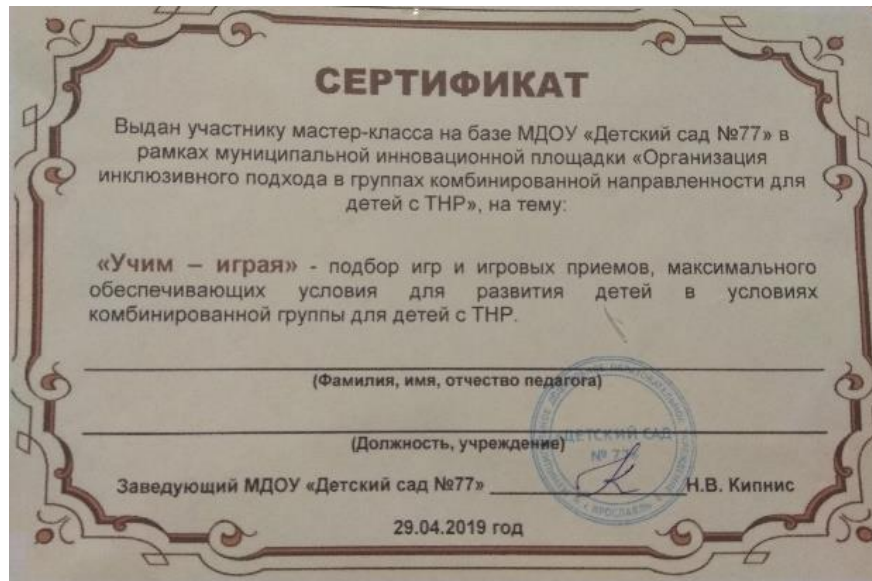 СЕРТИФИКАТ
Выдан участнику мастер-класса на базе МДОУ «Детский сад №77» в
рамках муниципальной инновационной площадки «Организация
инклюзивного подхода в группах комбинированной направленности для
детей с ТНР», на тему:
«Учим – играя» - подбор игр и игровых приемов, максимального
обеспечивающих условия для развития детей в условиях
комбинированной группы для детей с ТНР.
(Фамилия, имя, отчество педагога)
ДЕТСКИЙ САД
(Должность, учреждение)
№ 77
Заведующий МДОУ «Детский сад №77» Н.В. Кипнис
ЯРОСЛАВЛЬ
29.04.2019 год